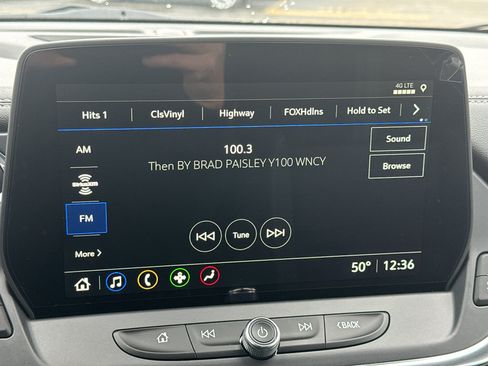 4G LTE
Hits 1 ClsVinyl Highway FOXHdlns Hold to Set
AM
100.3
Sound
Then BY BRAD PAISLEY Y100 WNCY
Browse
SiriusXM
FM
Tune
More
50° 12:36
BACK